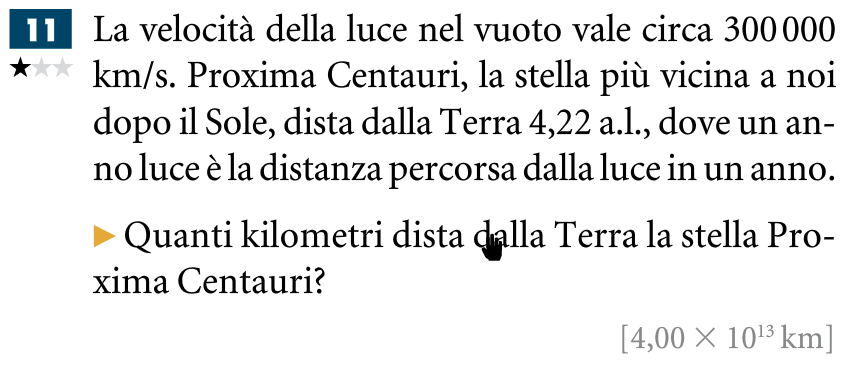 11 La velocità della luce nel vuoto vale circa 300 000
km/s. Proxima Centauri, la stella più vicina a noi
dopo il Sole, dista dalla Terra 4,22 a.l., dove un an-
no luce è la distanza percorsa dalla luce in un anno.
▶ Quanti kilometri dista dalla Terra la stella Pro-
xima Centauri?
[4,00 × 10¹³ km]